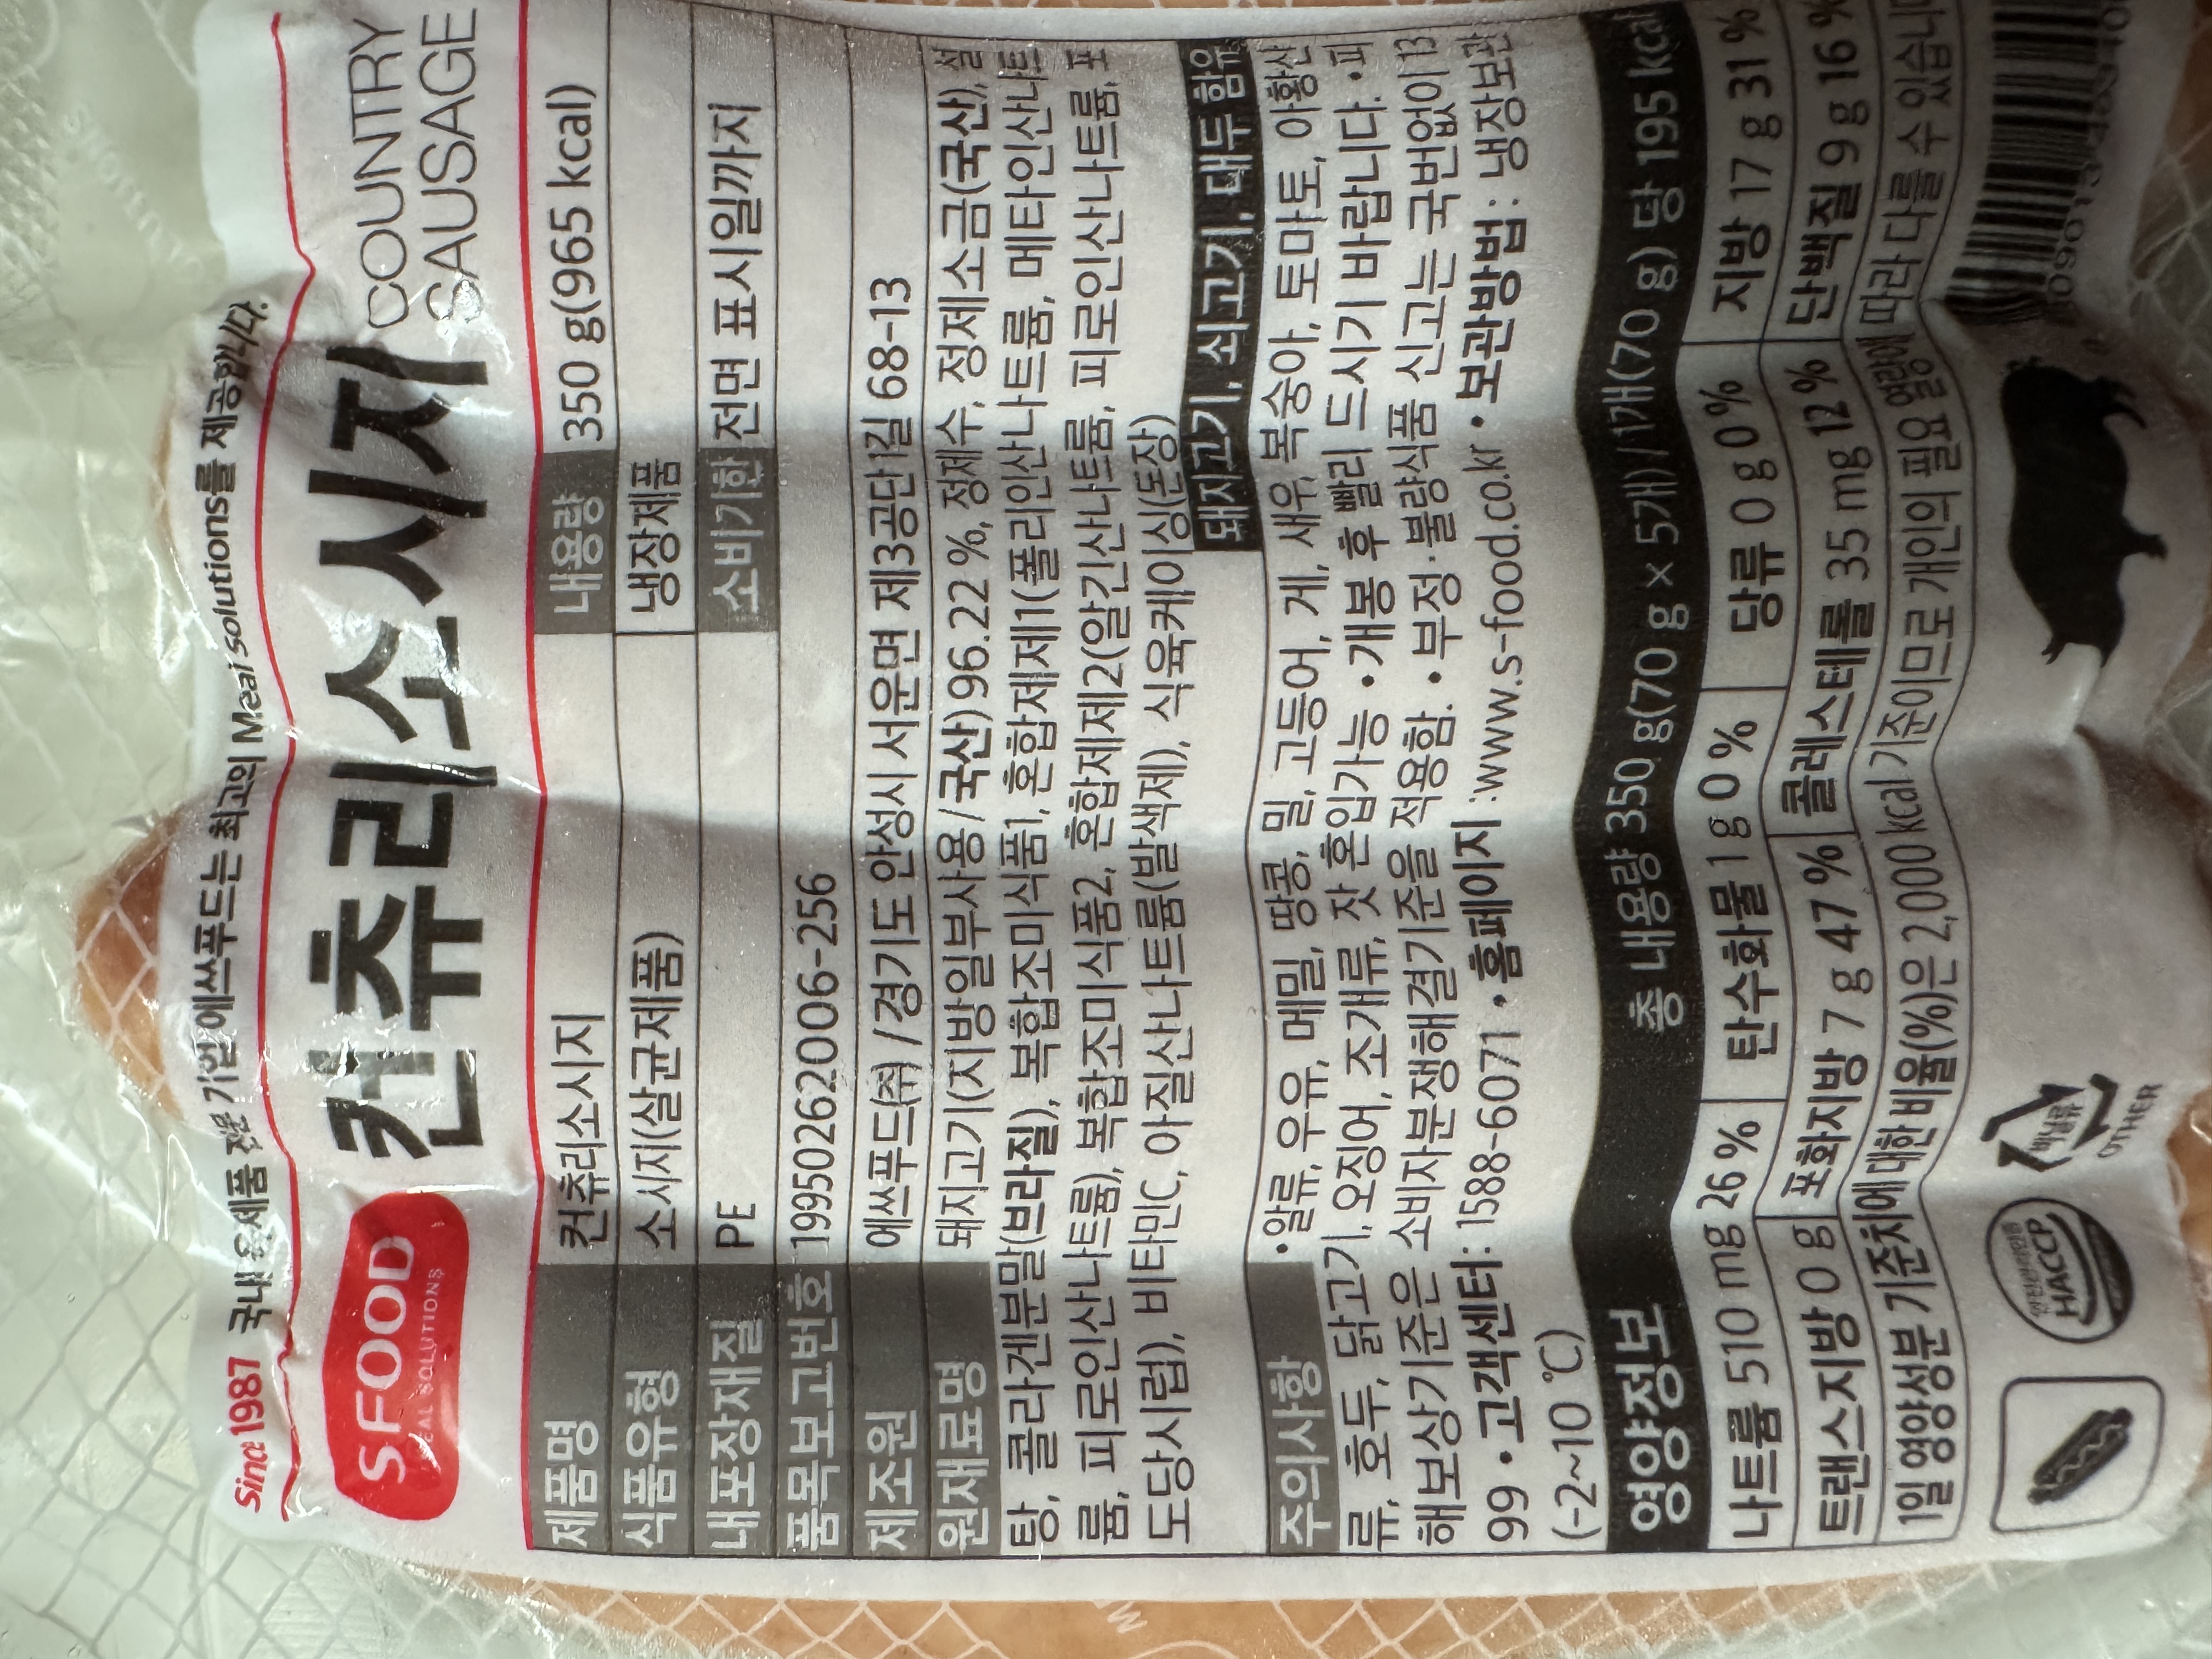 Since 1987 국내 육제품 전문 기업 에쓰푸드는 최고의 Meal solutions를 제공합니다.
SFOOD
MEAL SOLUTIONS
컨츄리소시지
COUNTRY
SAUSAGE
제품명 컨츄리소시지 내용량 350 g(965 kcal)
식품유형 소시지(살균제품) 냉장제품
내포장재질 PE 소비기한 전면 표시일까지
품목보고번호 19950262006-256
제조원 에쓰푸드(주) / 경기도 안성시 서운면 제3공단1길 68-13
원재료명 돼지고기(지방일부사용/국산) 96.22 %, 정제수, 정제소금(국산), 설
탕, 콜라겐분말(브라질), 복합조미식품1, 혼합제제1(폴리인산나트륨, 메타인산나트
륨, 피로인산나트륨), 복합조미식품2, 혼합제제2(알긴산나트륨, 피로인산나트륨, 포
도당시럽), 비타민C, 아질산나트륨(발색제), 식육케이싱(돈장)
돼지고기, 쇠고기, 대두 함유
주의사항 •알류, 우유, 메밀, 땅콩, 밀, 고등어, 게, 새우, 복숭아, 토마토, 아황산
류, 호두, 닭고기, 오징어, 조개류, 잣 혼입가능 •개봉 후 빨리 드시기 바랍니다. •피
해보상기준은 소비자분쟁해결기준을 적용함. •부정·불량식품 신고는 국번없이 13
99 •고객센터: 1588-6071 •홈페이지 :www.s-food.co.kr •보관방법 : 냉장보관
(-2~10 ℃)
영양정보 총 내용량 350 g(70 g × 5개)/1개(70 g) 당 195 kcal
나트륨 510 mg 26 % 탄수화물 1 g 0 % 당류 0 g 0 % 지방 17 g 31 %
트랜스지방 0 g 포화지방 7 g 47 % 콜레스테롤 35 mg 12 % 단백질 9 g 16 %
1일 영양성분 기준치에 대한 비율(%)은 2,000 kcal 기준이므로 개인의 필요 열량에 따라 다를 수 있습니다
HACCP
비닐류
OTHER